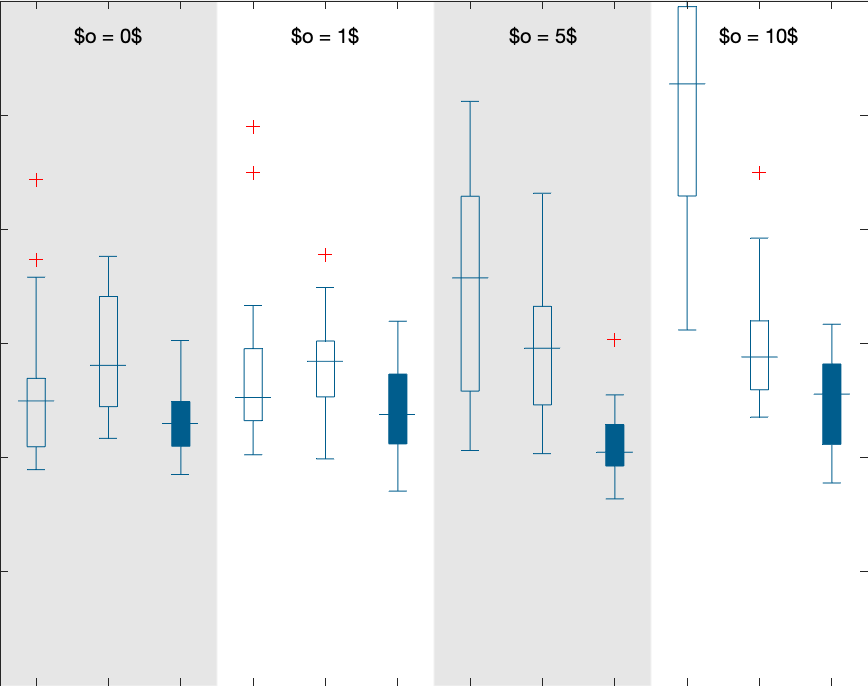 $o = 0$
$o = 1$
$o = 5$
$o = 10$